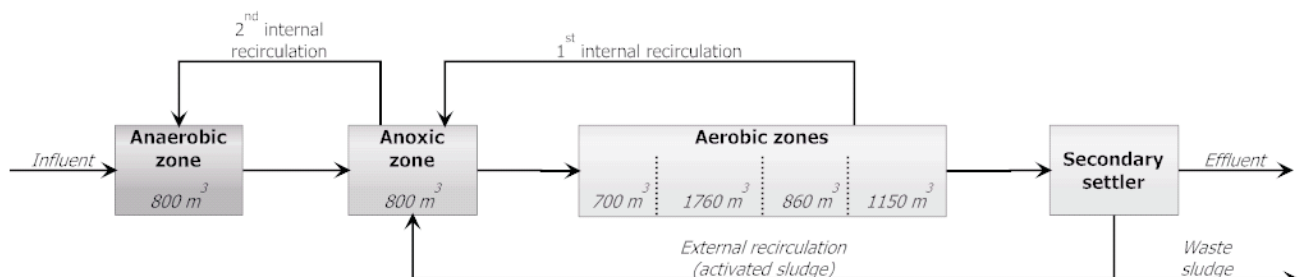 2nd internal
recirculation
1st internal recirculation
Influent
Anaerobic
zone
800 m3
Anoxic
zone
800 m3
Aerobic zones
700 m3
1760 m3
860 m3
1150 m3
Secondary
settler
Effluent
External recirculation
(activated sludge)
Waste
sludge